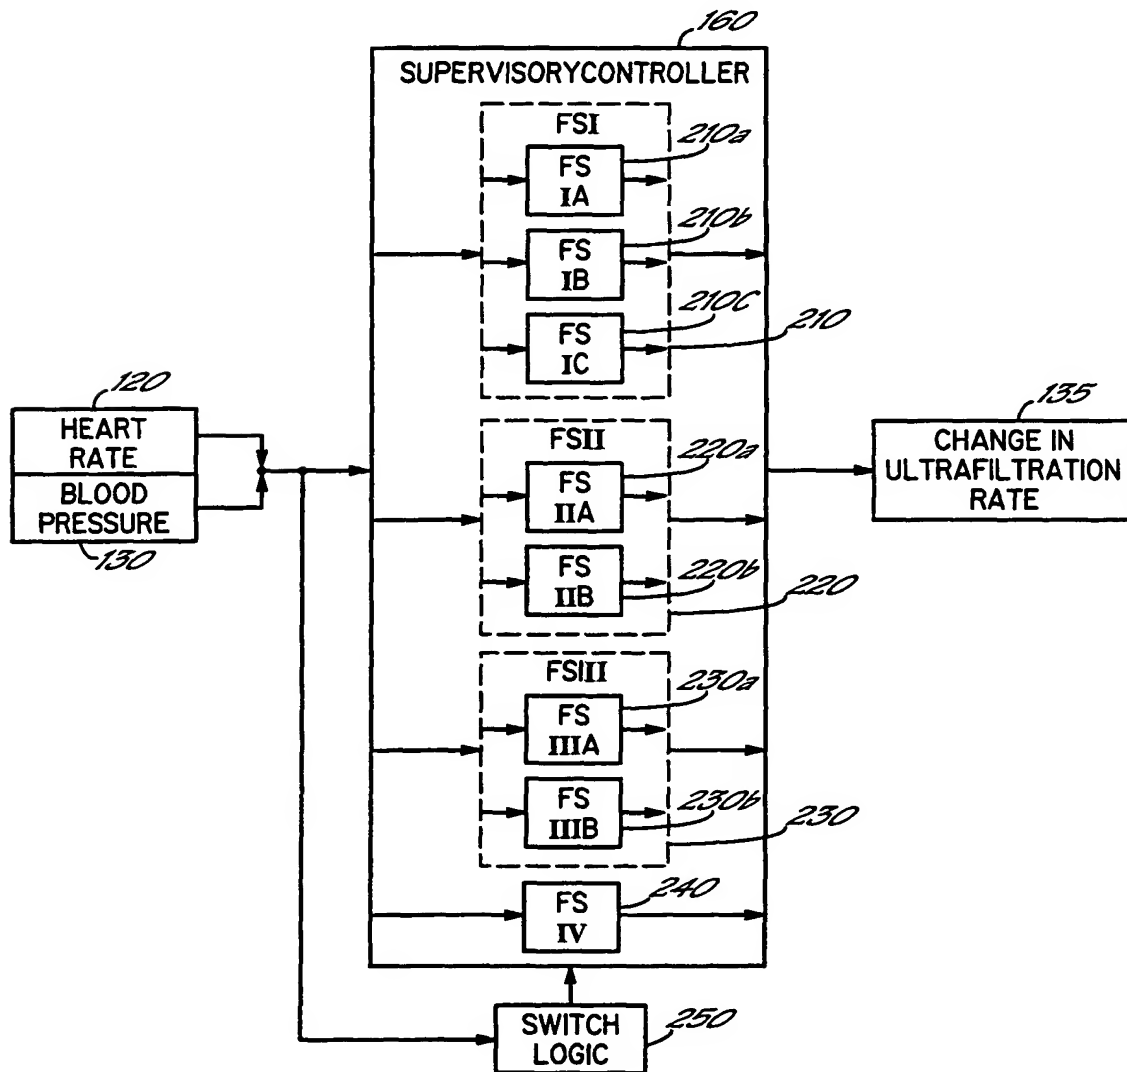 160
SUPERVISORYCONTROLLER
FSI
210a
FS
IA
210b
FS
IB
210C
FS
IC
210
120
HEART
RATE
BLOOD
PRESSURE
130
FSII
220a
FS
IIA
220b
FS
IIB
220
135
CHANGE IN
ULTRAFILTRATION
RATE
FSIII
230a
FS
IIIA
230b
FS
IIIB
230
240
FS
IV
SWITCH
LOGIC
250